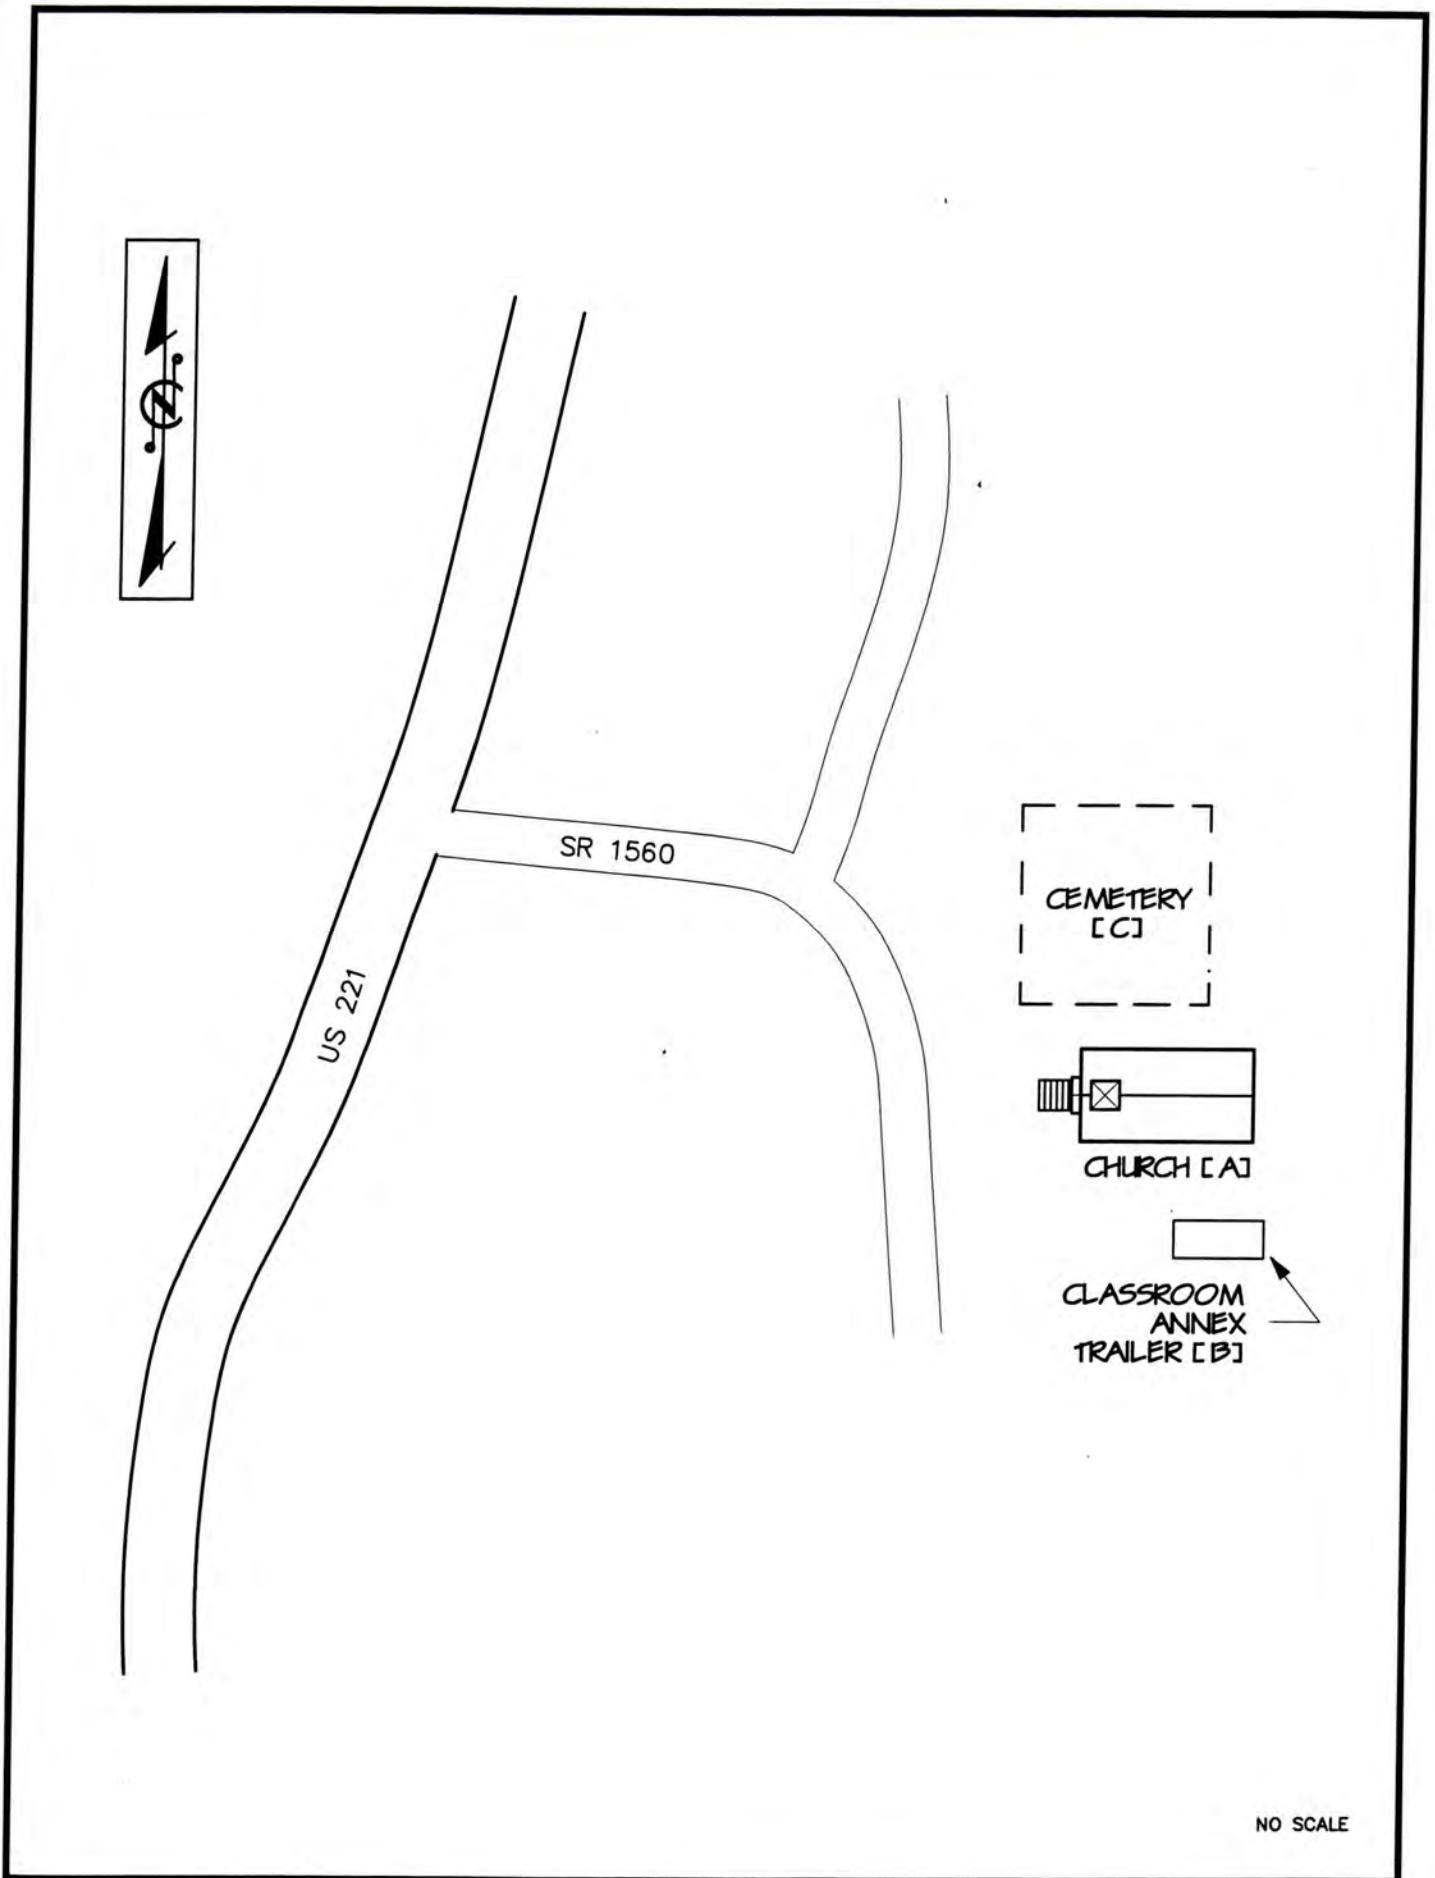 N
SR 1560
CEMETERY
[C]
US 221
CHURCH [A]
CLASSROOM
ANNEX
TRAILER [B]
NO SCALE